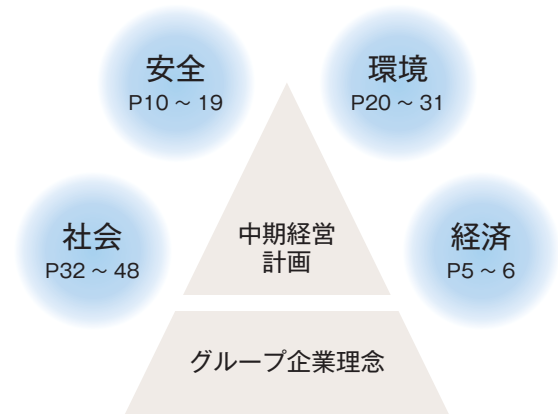 安全
P10 ～ 19
環境
P20 ～ 31
社会
P32 ～ 48
中期経営
計画
経済
P5 ～ 6
グループ企業理念